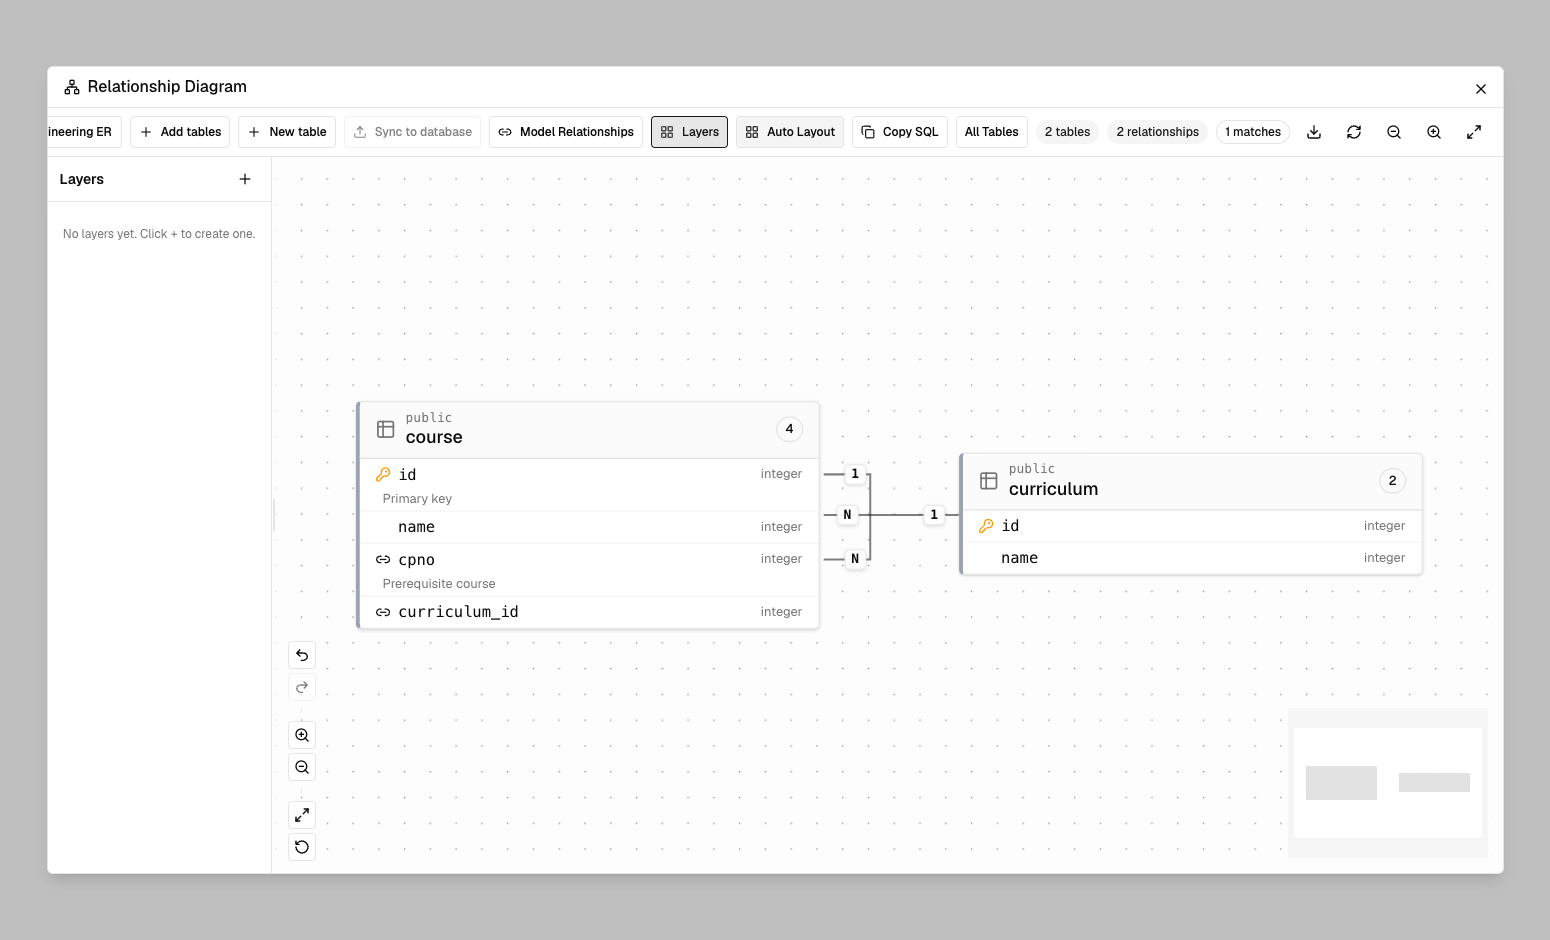 Relationship Diagram
ineering ER
Add tables
New table
Sync to database
Model Relationships
Layers
Auto Layout
Copy SQL
All Tables
2 tables
2 relationships
1 matches
Layers
No layers yet. Click + to create one.
public
course
4
id integer
Primary key
name integer
cpno integer
Prerequisite course
curriculum_id integer
1
N
1
N
public
curriculum
2
id integer
name integer